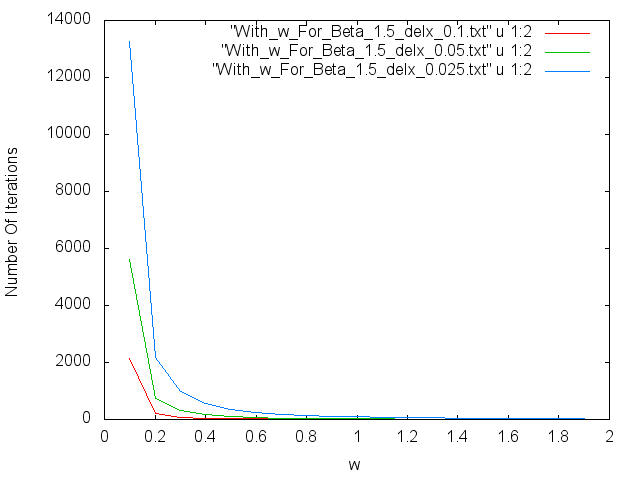 "With_w_For_Beta_1.5_delx_0.1.txt" u 1:2
"With_w_For_Beta_1.5_delx_0.05.txt" u 1:2
"With_w_For_Beta_1.5_delx_0.025.txt" u 1:2
14000
12000
10000
8000
6000
4000
2000
0
Number Of Iterations
0 0.2 0.4 0.6 0.8 1 1.2 1.4 1.6 1.8 2
w